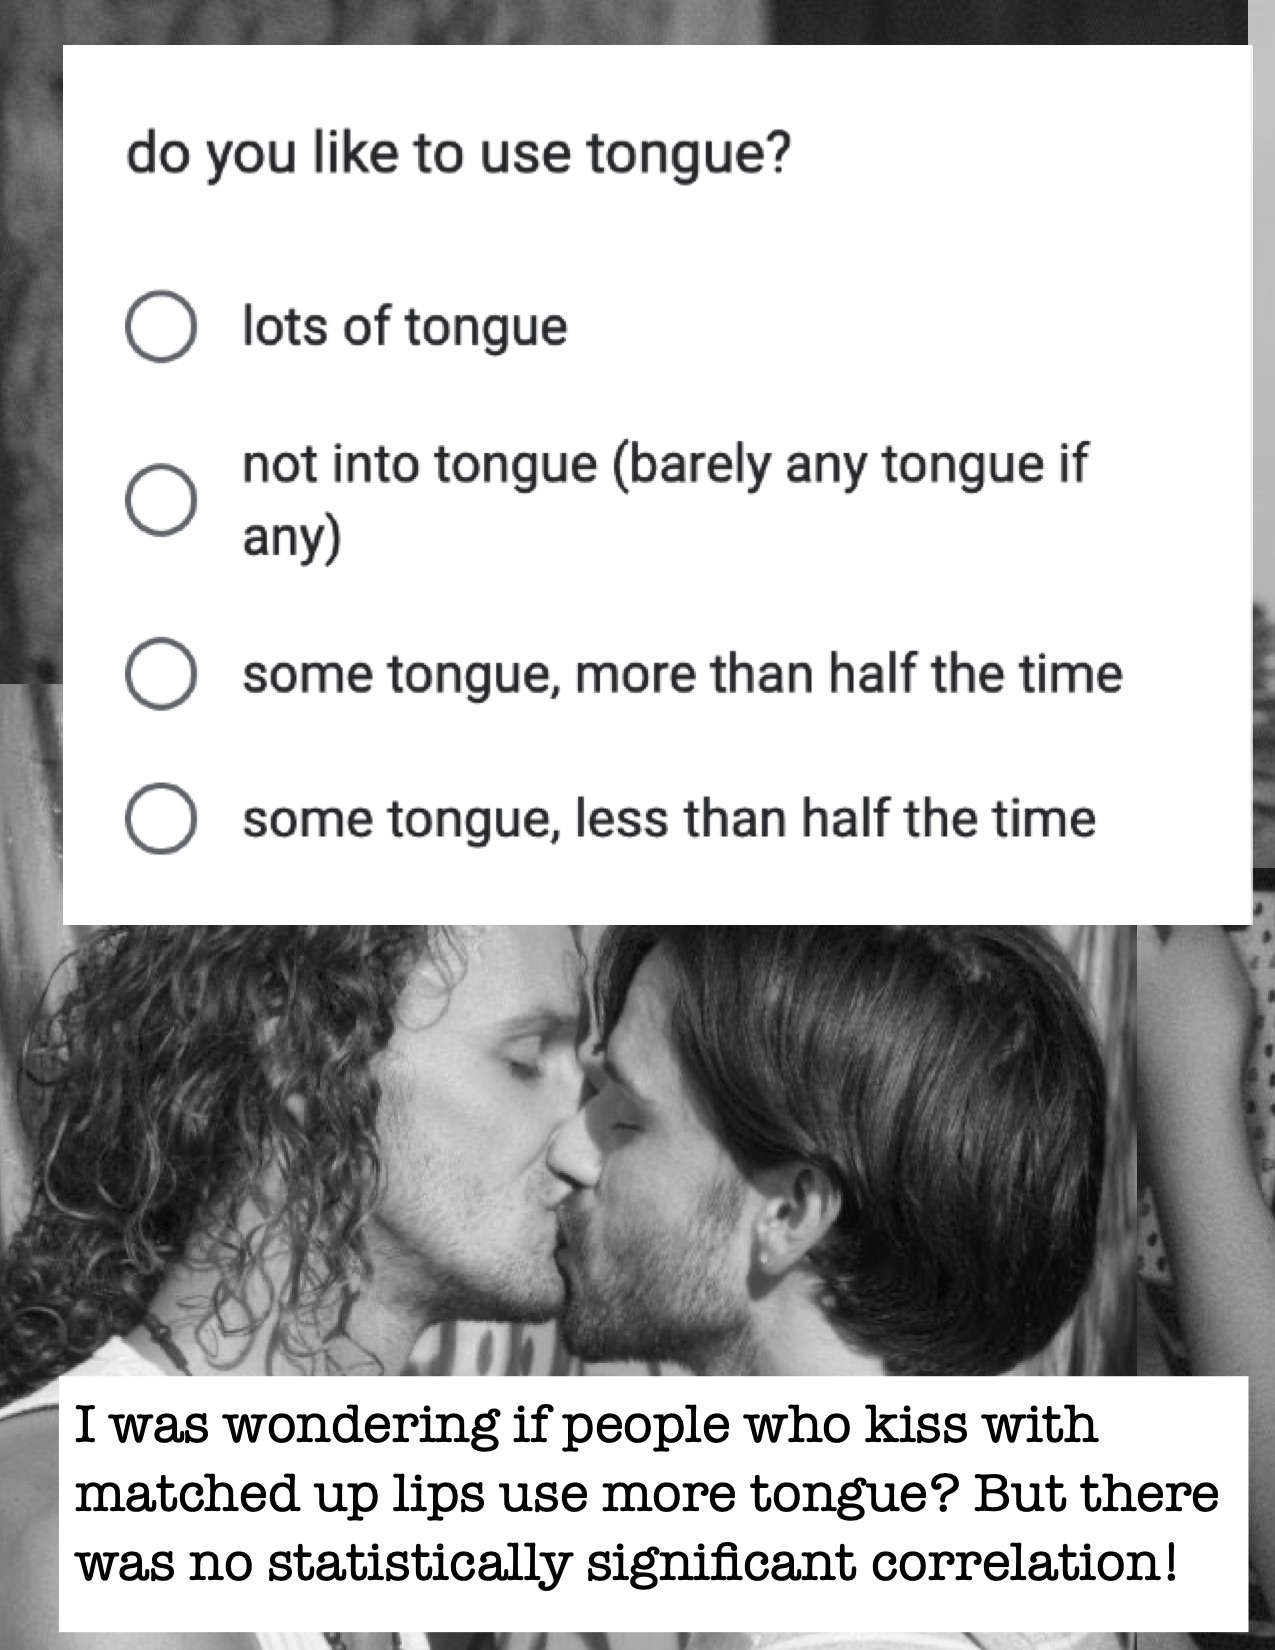 do you like to use tongue?
lots of tongue
not into tongue (barely any tongue if
any)
some tongue, more than half the time
some tongue, less than half the time
I was wondering if people who kiss with
matched up lips use more tongue? But there
was no statistically significant correlation!